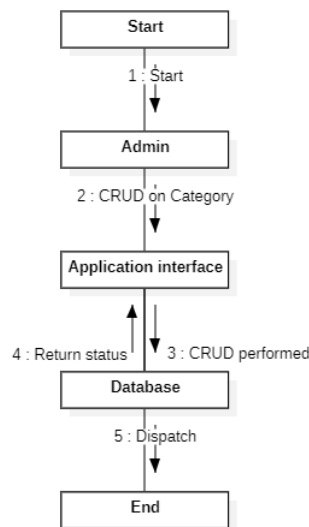 Start
1 : Start
Admin
2 : CRUD on Category
Application interface
4 : Return status
3 : CRUD performed
Database
5 : Dispatch
End